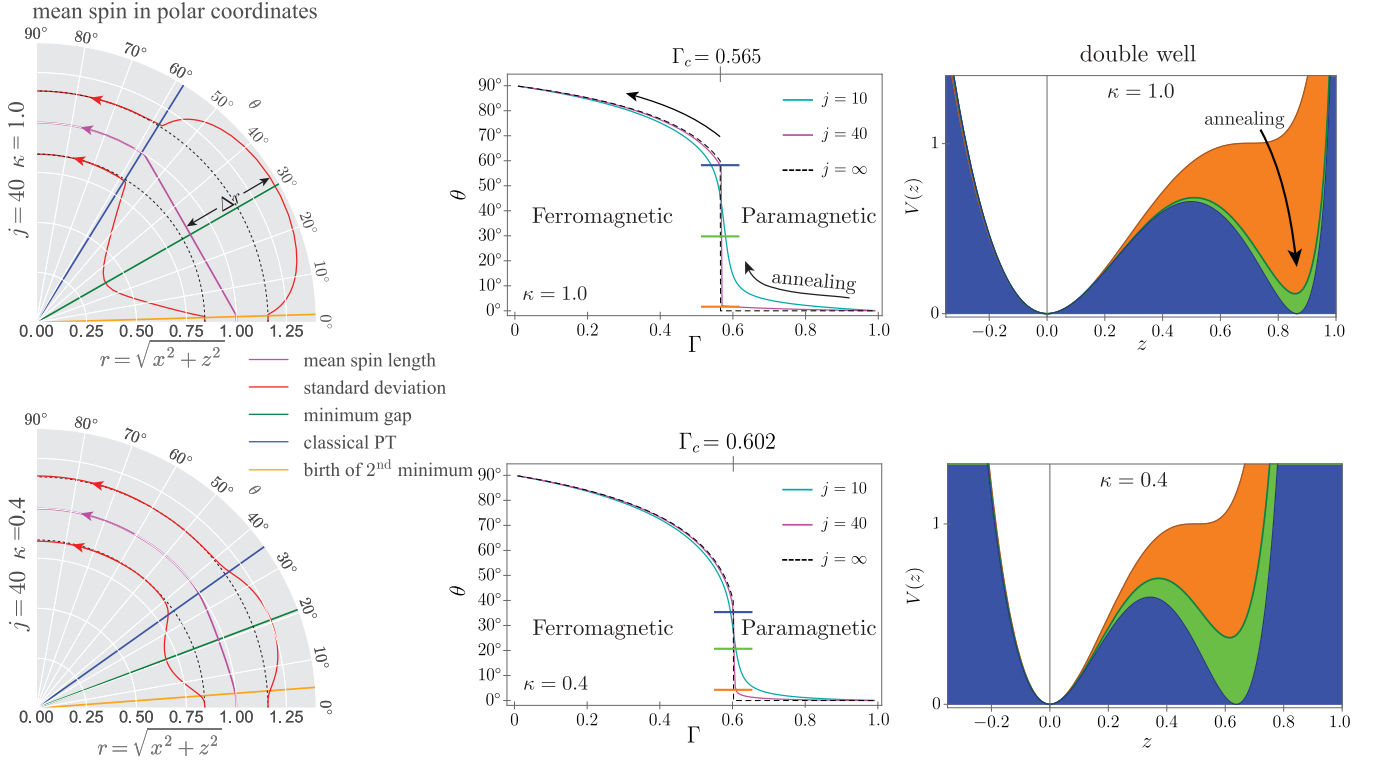 mean spin in polar coordinates
90°
80°
70°
60°
50°
θ
40°
30°
20°
10°
0°
j = 40 κ = 1.0
Δr
0.00 0.25 0.50 0.75 1.00 1.25
r = √x² + z²
Γc = 0.565
90°
80°
70°
60°
50°
40°
30°
20°
10°
0°
θ
j = 10
j = 40
j = ∞
Ferromagnetic
Paramagnetic
annealing
κ = 1.0
0 0.2 0.4 0.6 0.8 1.0
Γ
double well
κ = 1.0
annealing
V(z)
1
0
−0.2 0.0 0.2 0.4 0.6 0.8 1.0
z
mean spin length
standard deviation
minimum gap
classical PT
birth of 2nd minimum
90°
80°
70°
60°
50°
θ
40°
30°
20°
10°
0°
j = 40 κ =0.4
0.00 0.25 0.50 0.75 1.00 1.25
r = √x² + z²
Γc = 0.602
90°
80°
70°
60°
50°
40°
30°
20°
10°
0°
θ
j = 10
j = 40
j = ∞
Ferromagnetic
Paramagnetic
κ = 0.4
0 0.2 0.4 0.6 0.8 1.0
Γ
κ = 0.4
V(z)
1
0
−0.2 0.0 0.2 0.4 0.6 0.8 1.0
z